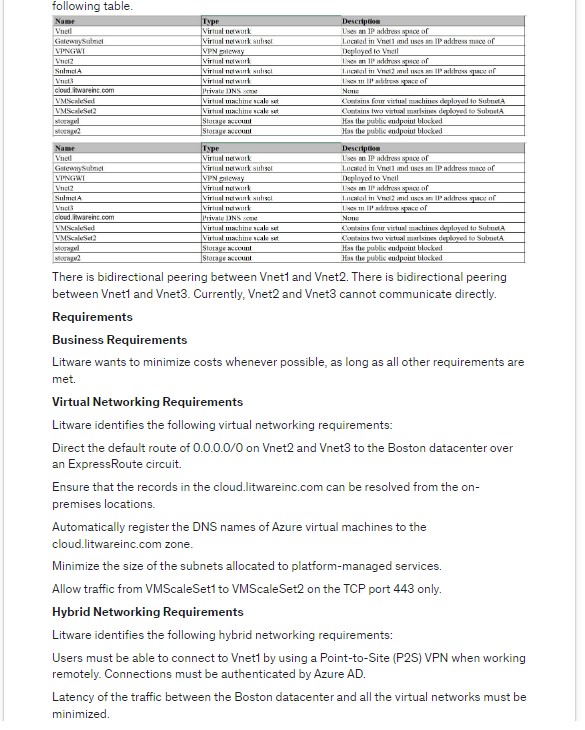 following table.
Name Type Description
Vnet1 Virtual network Uses an IP address space of
GatewaySubnet Virtual network subnet Located in Vnet1 and uses an IP address space of
VPNGW1 VPN gateway Deployed to Vnet1
Vnet2 Virtual network Uses an IP address space of
SubnetA Virtual network subnet Located in Vnet2 and uses an IP address space of
Vnet3 Virtual network Uses an IP address space of
cloud.litwareinc.com Private DNS zone None
VMScaleSet1 Virtual machine scale set Contains four virtual machines deployed to SubnetA
VMScaleSet2 Virtual machine scale set Contains two virtual machines deployed to SubnetA
storage1 Storage account Has the public endpoint blocked
storage2 Storage account Has the public endpoint blocked
Name Type Description
Vnet1 Virtual network Uses an IP address space of
GatewaySubnet Virtual network subnet Located in Vnet1 and uses an IP address space of
VPNGW1 VPN gateway Deployed to Vnet1
Vnet2 Virtual network Uses an IP address space of
SubnetA Virtual network subnet Located in Vnet2 and uses an IP address space of
Vnet3 Virtual network Uses an IP address space of
cloud.litwareinc.com Private DNS zone None
VMScaleSet1 Virtual machine scale set Contains four virtual machines deployed to SubnetA
VMScaleSet2 Virtual machine scale set Contains two virtual machines deployed to SubnetA
storage1 Storage account Has the public endpoint blocked
storage2 Storage account Has the public endpoint blocked
There is bidirectional peering between Vnet1 and Vnet2. There is bidirectional peering
between Vnet1 and Vnet3. Currently, Vnet2 and Vnet3 cannot communicate directly.
Requirements
Business Requirements
Litware wants to minimize costs whenever possible, as long as all other requirements are
met.
Virtual Networking Requirements
Litware identifies the following virtual networking requirements:
Direct the default route of 0.0.0.0/0 on Vnet2 and Vnet3 to the Boston datacenter over
an ExpressRoute circuit.
Ensure that the records in the cloud.litwareinc.com can be resolved from the on-
premises locations.
Automatically register the DNS names of Azure virtual machines to the
cloud.litwareinc.com zone.
Minimize the size of the subnets allocated to platform-managed services.
Allow traffic from VMScaleSet1 to VMScaleSet2 on the TCP port 443 only.
Hybrid Networking Requirements
Litware identifies the following hybrid networking requirements:
Users must be able to connect to Vnet1 by using a Point-to-Site (P2S) VPN when working
remotely. Connections must be authenticated by Azure AD.
Latency of the traffic between the Boston datacenter and all the virtual networks must be
minimized.